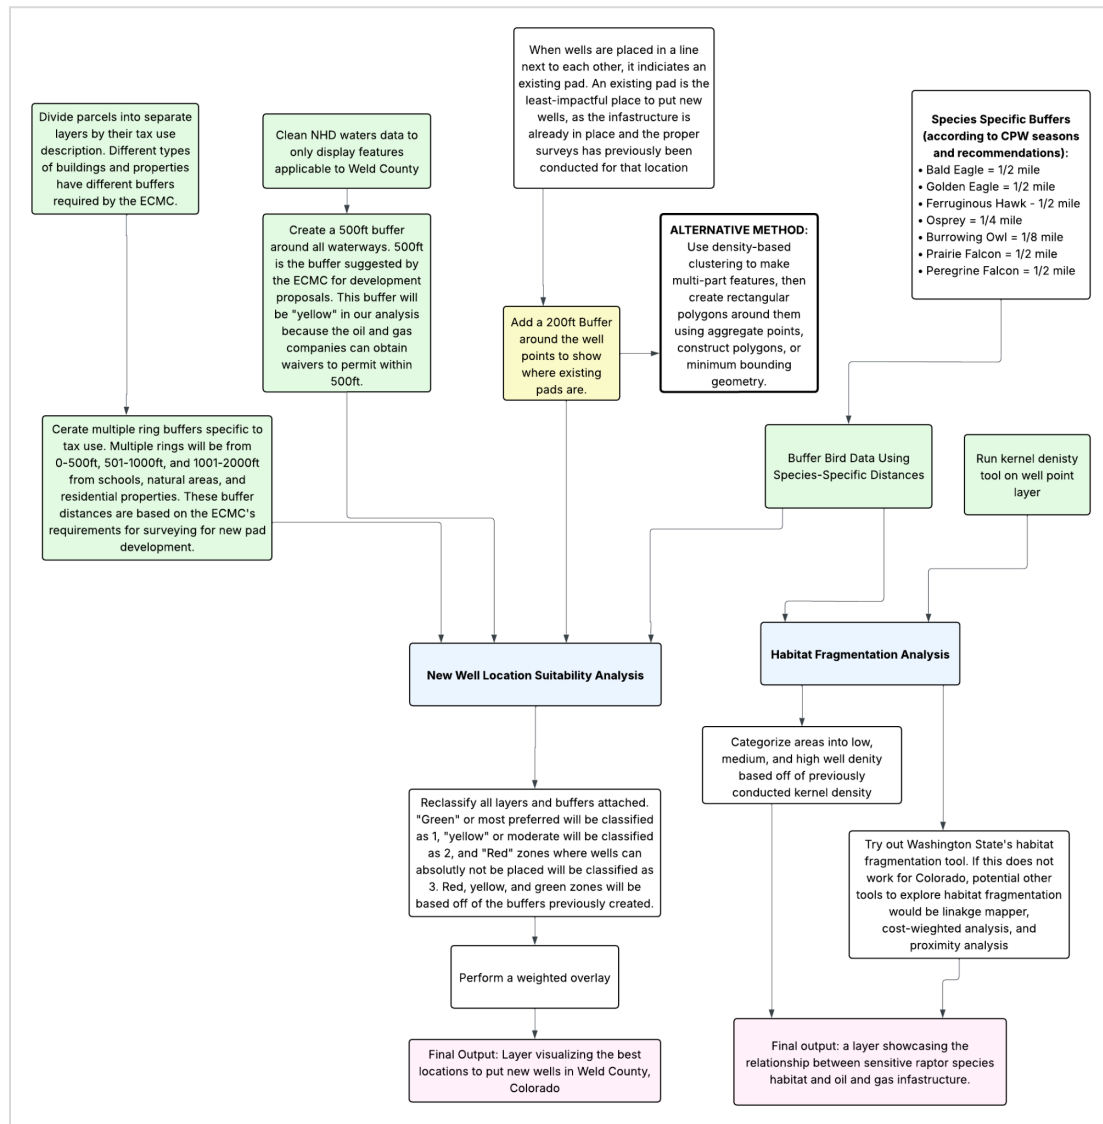 Divide parcels into separate
layers by their tax use
description. Different types
of buildings and properties
have different buffers
required by the ECMC.
Clean NHD waters data to
only display features
applicable to Weld County
When wells are placed in a line
next to each other, it indiciates an
existing pad. An existing pad is the
least-impactful place to put new
wells, as the infastructure is
already in place and the proper
surveys has previously been
conducted for that location
Species Specific Buffers
(according to CPW seasons
and recommendations):
• Bald Eagle = 1/2 mile
• Golden Eagle = 1/2 mile
• Ferruginous Hawk - 1/2 mile
• Osprey = 1/4 mile
• Burrowing Owl = 1/8 mile
• Prairie Falcon = 1/2 mile
• Peregrine Falcon = 1/2 mile
Create a 500ft buffer
around all waterways. 500ft
is the buffer suggested by
the ECMC for development
proposals. This buffer will
be "yellow" in our analysis
because the oil and gas
companies can obtain
waivers to permit within
500ft.
ALTERNATIVE METHOD:
Use density-based
clustering to make
multi-part features, then
create rectangular
polygons around them
using aggregate points,
construct polygons, or
minimum bounding
geometry.
Add a 200ft Buffer
around the well
points to show
where existing
pads are.
Cerate multiple ring buffers specific to
tax use. Multiple rings will be from
0-500ft, 501-1000ft, and 1001-2000ft
from schools, natural areas, and
residential properties. These buffer
distances are based on the ECMC's
requirements for surveying for new pad
development.
Buffer Bird Data Using
Species-Specific Distances
Run kernel denisty
tool on well point
layer
New Well Location Suitability Analysis
Habitat Fragmentation Analysis
Categorize areas into low,
medium, and high well denity
based off of previously
conducted kernel density
Reclassify all layers and buffers attached.
"Green" or most preferred will be classified
as 1, "yellow" or moderate will be classified
as 2, and "Red" zones where wells can
absolutly not be placed will be classified as
3. Red, yellow, and green zones will be
based off of the buffers previously created.
Try out Washington State's habitat
fragmentation tool. If this does not
work for Colorado, potential other
tools to explore habitat fragmentation
would be linakge mapper,
cost-wieghted analysis, and
proximity analysis
Perform a weighted overlay
Final Output: Layer visualizing the best
locations to put new wells in Weld County,
Colorado
Final output: a layer showcasing the
relationship between sensitive raptor species
habitat and oil and gas infastructure.